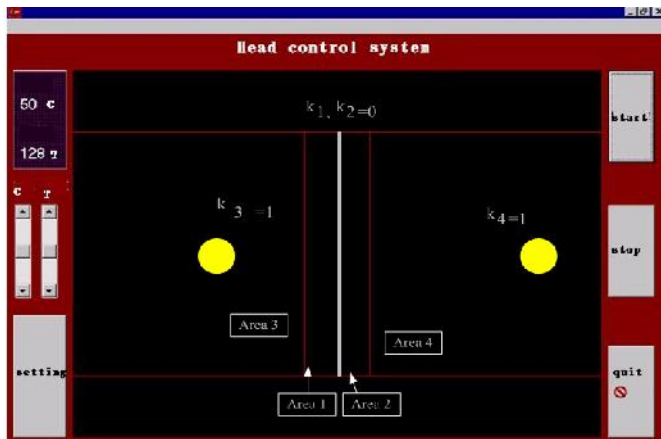 Head control system
50 C
128 T
C T
setting
k1, k2=0
k3 =1
k4=1
Area 3
Area 4
Area 1
Area 2
start
stop
quit